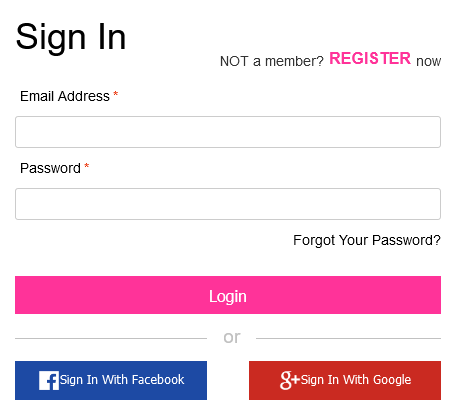 Sign In
NOT a member? REGISTER now
Email Address *
Password *
Forgot Your Password?
Login
or
Sign In With Facebook
g+ Sign In With Google